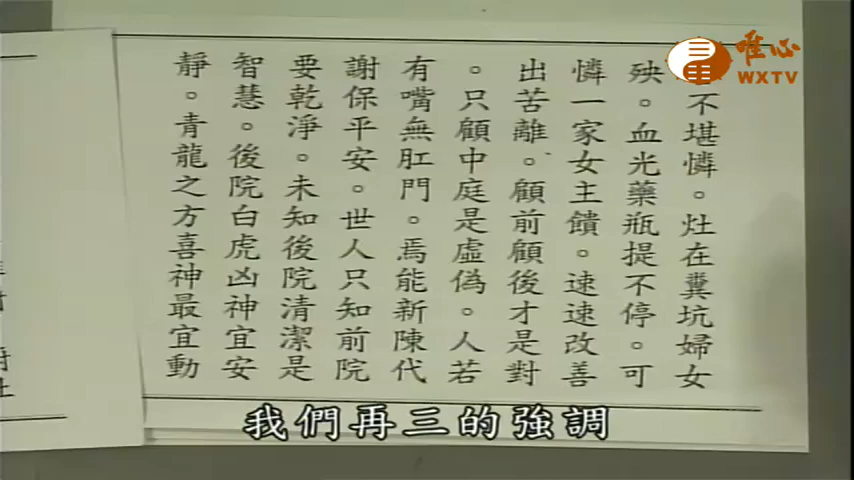 唯心
WXTV
不堪憐。灶在糞坑婦女
殃。血光藥瓶提不停。可
憐一家女主饋。速速改善
出苦離。顧前顧後才是對
。只顧中庭是虛偽。人若
有嘴無肛門。焉能新陳代
謝保平安。世人只知前院
要乾淨。未知後院清潔是
智慧。後院白虎凶神宜安
靜。青龍之方喜神最宜動
我們再三的強調